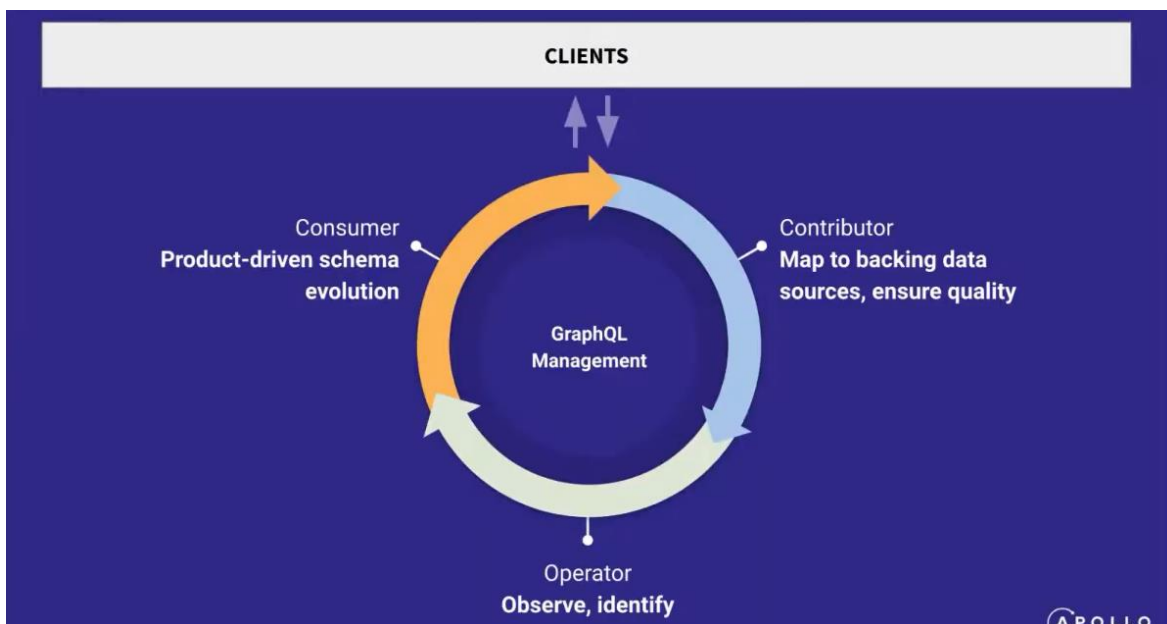 CLIENTS
Consumer
Product-driven schema
evolution
Contributor
Map to backing data
sources, ensure quality
GraphQL
Management
Operator
Observe, identify
APOLLO